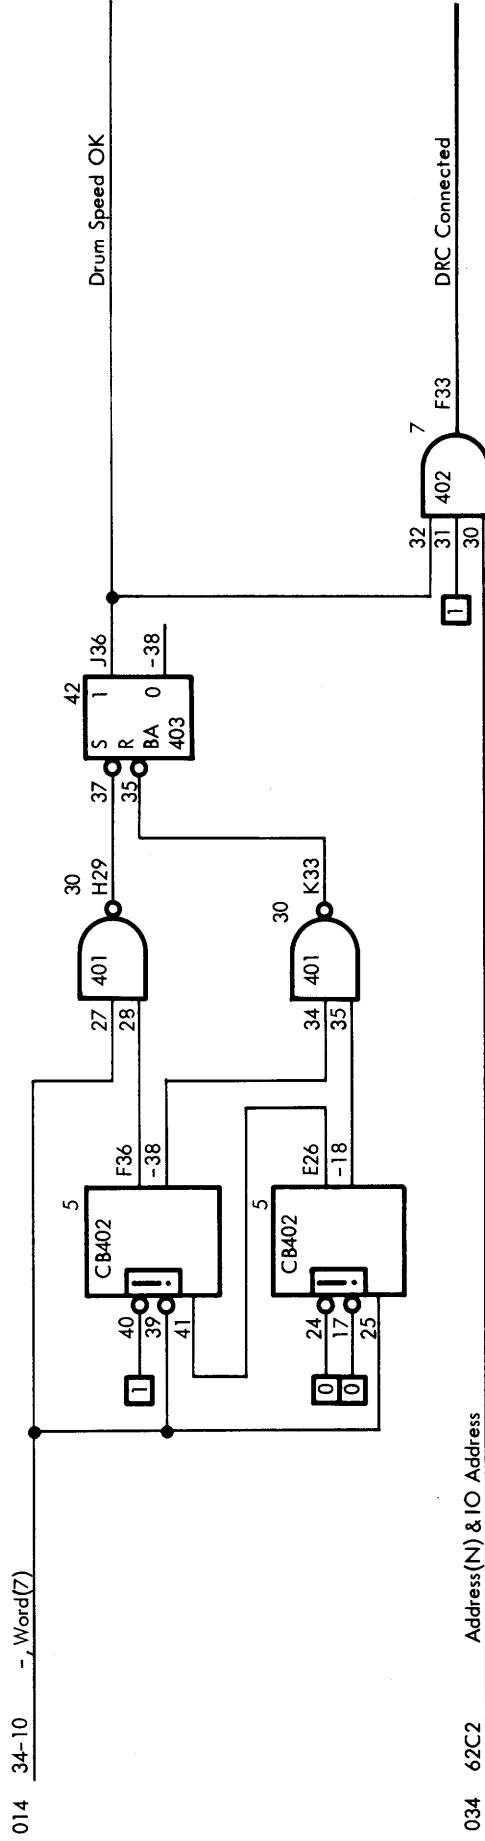 014 34-10 -, Word(7)
Drum Speed OK
40
39
41
1
5
CB402
F36
-38
27
28
401
30
H29
37
35
42
S 1
R
BA 0
403
J36
-38
24
17
25
0
0
5
CB402
E26
-18
34
35
401
30
K33
32
31
30
1
402
7
F33
DRC Connected
034 62C2 Address(N) & IO Address